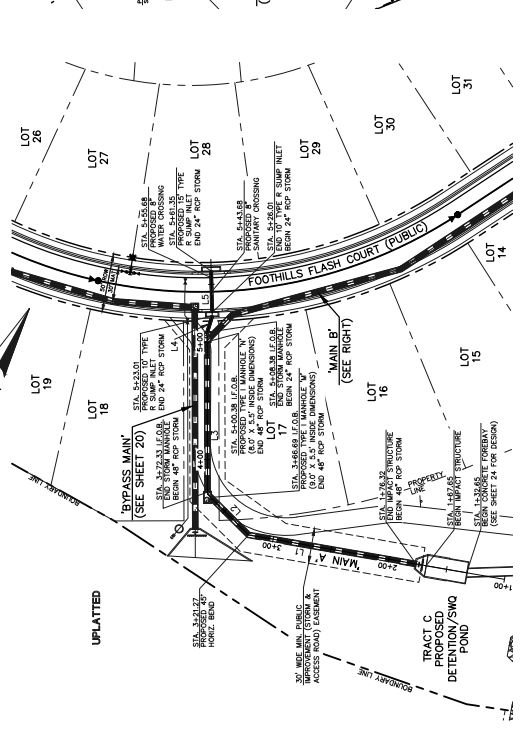 LOT
26
LOT
27
LOT
28
LOT
29
LOT
30
LOT
31
STA. 5+55.68
PROPOSED 8"
WATER CROSSING
STA. 5+61.35
PROPOSED 15' TYPE
R SUMP INLET
END 24" RCP STORM
STA. 5+43.68
PROPOSED 8"
SANITARY CROSSING
STA. 5+26.01
END 10' TYPE R SUMP INLET
BEGIN 24" RCP STORM
50' ROW
FOOTHILLS FLASH COURT (PUBLIC)
LOT
14
LOT
15
LOT
16
LOT
17
LOT
18
LOT
19
L4
L5
5+00
'MAIN B'
(SEE RIGHT)
STA. 5+23.01
PROPOSED 10' TYPE
R SUMP INLET
END 24" RCP STORM
STA. 3+72.33 I.F.O.B.
END STORM MANHOLE
BEGIN 48" RCP STORM
'BYPASS MAIN'
(SEE SHEET 20)
STA. 5+00.38 I.F.O.B.
PROPOSED TYPE I MANHOLE 'N'
(8.0' X 5.5' INSIDE DIMENSIONS)
END 48" RCP STORM
STA. 5+08.38 I.F.O.B.
END STORM MANHOLE
BEGIN 24" RCP STORM
STA. 3+66.69 I.F.O.B.
PROPOSED TYPE I MANHOLE 'M'
(9.0' X 5.5' INSIDE DIMENSIONS)
END 48" RCP STORM
4+00
L3
L2
3+00
L1
'MAIN A'
2+00
PROPERTY
LINE
STA. 1+76.32
END IMPACT STRUCTURE
BEGIN 48" RCP STORM
STA. 1+67.65
BEGIN IMPACT STRUCTURE
STA. 1+32.65
BEGIN CONCRETE FOREBAY
(SEE SHEET 24 FOR DESIGN)
1+00
BOUNDARY LINE
UPLATTED
STA. 3+21.27
PROPOSED 45°
HORIZ. BEND
30' WIDE MIN. PUBLIC
IMPROVEMENT (STORM &
ACCESS ROAD) EASEMENT
TRACT C
PROPOSED
DETENTION/SWQ
POND
BOUNDARY LINE